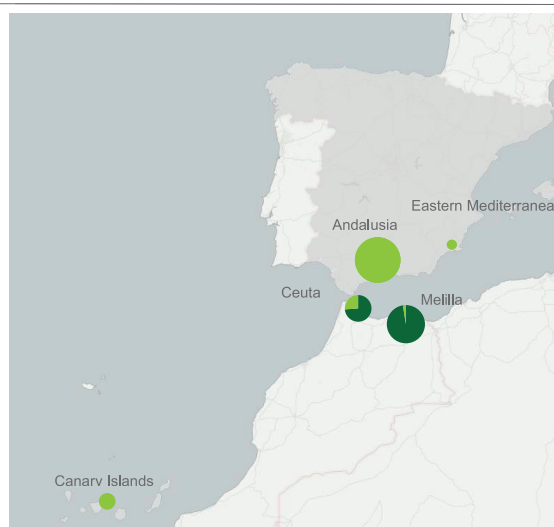 Eastern Mediterranea
Andalusia
Ceuta
Melilla
Canary Islands